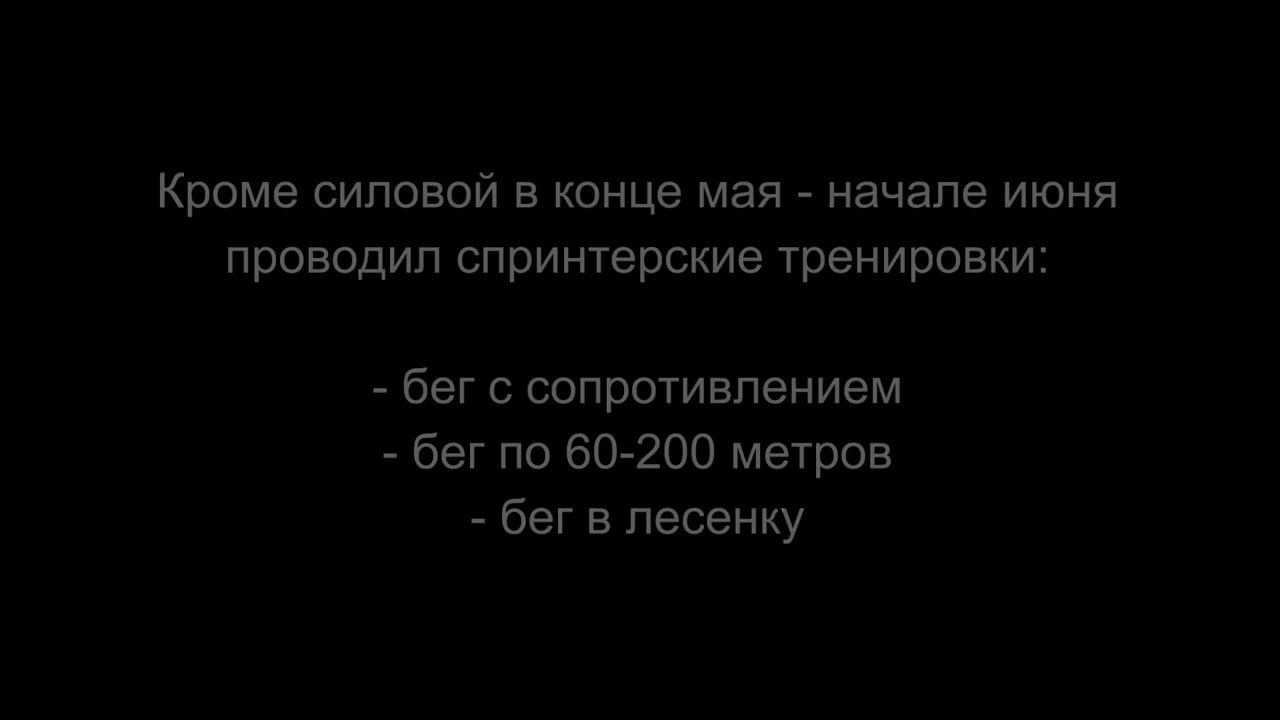 Кроме силовой в конце мая - начале июня
проводил спринтерские тренировки:
- бег с сопротивлением
- бег по 60-200 метров
- бег в лесенку